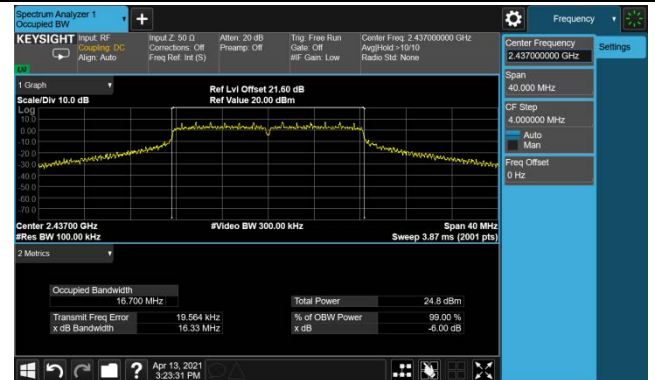 Spectrum Analyzer 1
Occupied BW
Frequency
KEYSIGHT
Input: RF
Coupling: DC
Align: Auto
Input Z: 50 Ω
Corrections: Off
Freq Ref: Int (S)
Atten: 20 dB
Preamp: Off
Trig: Free Run
Gate: Off
#IF Gain: Low
Center Freq: 2.437000000 GHz
Avg|Hold >10/10
Radio Std: None
Center Frequency
2.437000000 GHz
Settings
Span
40.000 MHz
CF Step
4.000000 MHz
Auto
Man
Freq Offset
0 Hz
1 Graph
Scale/Div 10.0 dB
Ref Lvl Offset 21.60 dB
Ref Value 20.00 dBm
Log
10.0
0.00
-10.0
-20.0
-30.0
-40.0
-50.0
-60.0
-70.0
Center 2.43700 GHz
#Video BW 300.00 kHz
Span 40 MHz
#Res BW 100.00 kHz
Sweep 3.87 ms (2001 pts)
2 Metrics
Occupied Bandwidth
16.700 MHz
Total Power 24.8 dBm
Transmit Freq Error 19.564 kHz
% of OBW Power 99.00 %
x dB Bandwidth 16.33 MHz
x dB -6.00 dB
?
Apr 13, 2021
3:23:31 PM